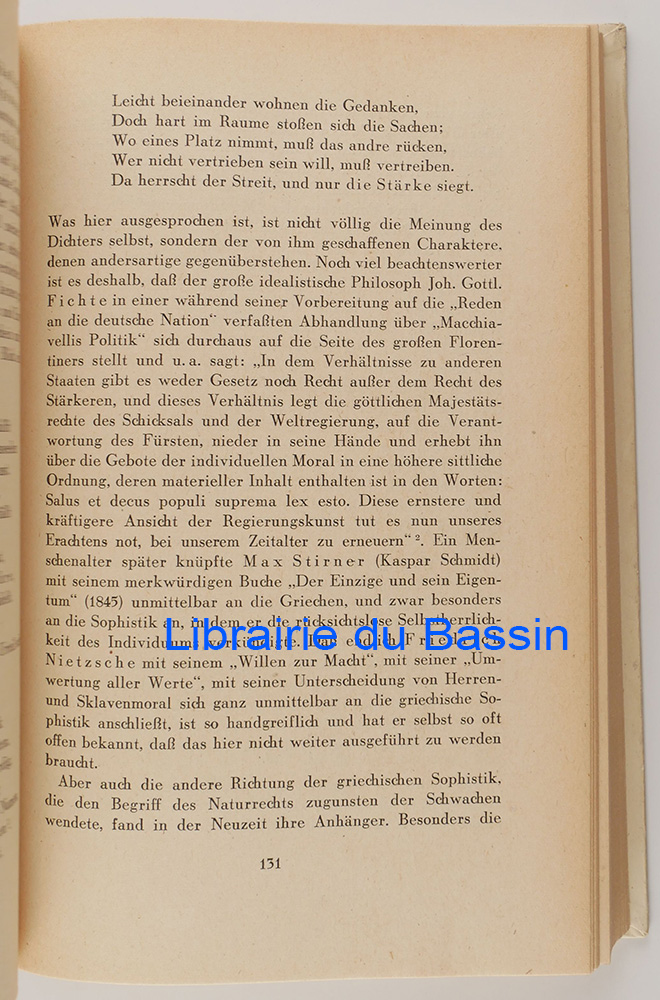 Leicht beieinander wohnen die Gedanken,
Doch hart im Raume stoßen sich die Sachen;
Wo eines Platz nimmt, muß das andre rücken,
Wer nicht vertrieben sein will, muß vertreiben.
Da herrscht der Streit, und nur die Stärke siegt.
Was hier ausgesprochen ist, ist nicht völlig die Meinung des
Dichters selbst, sondern der von ihm geschaffenen Charaktere,
denen andersartige gegenüberstehen. Noch viel beachtenswerter
ist es deshalb, daß der große idealistische Philosoph Joh. Gottl.
Fichte in einer während seiner Vorbereitung auf die „Reden
an die deutsche Nation“ verfaßten Abhandlung über „Macchia-
vellis Politik“ sich durchaus auf die Seite des großen Floren-
tiners stellt und u. a. sagt: „In dem Verhältnisse zu anderen
Staaten gibt es weder Gesetz noch Recht außer dem Recht des
Stärkeren, und dieses Verhältnis legt die göttlichen Majestäts-
rechte des Schicksals und der Weltregierung, auf die Verant-
wortung des Fürsten, nieder in seine Hände und erhebt ihn
über die Gebote der individuellen Moral in eine höhere sittliche
Ordnung, deren materieller Inhalt enthalten ist in den Worten:
Salus et decus populi suprema lex esto. Diese ernstere und
kräftigere Ansicht der Regierungskunst tut es nun unseres
Erachtens not, bei unserem Zeitalter zu erneuern“ ². Ein Men-
schenalter später knüpfte Max Stirner (Kaspar Schmidt)
mit seinem merkwürdigen Buche „Der Einzige und sein Eigen-
tum“ (1845) unmittelbar an die Griechen, und zwar besonders
an die Sophistik an, in dem er die rücksichtslose Selbstherrlich-
keit des Individuums verkündigte. Daß endlich Friedrich
Nietzsche mit seinem „Willen zur Macht“, mit seiner „Um-
wertung aller Werte“, mit seiner Unterscheidung von Herren-
und Sklavenmoral sich ganz unmittelbar an die griechische So-
phistik anschließt, ist so handgreiflich und hat er selbst so oft
offen bekannt, daß das hier nicht weiter ausgeführt zu werden
braucht.
Aber auch die andere Richtung der griechischen Sophistik,
die den Begriff des Naturrechts zugunsten der Schwachen
wendete, fand in der Neuzeit ihre Anhänger. Besonders die
131
Librairie du Bassin